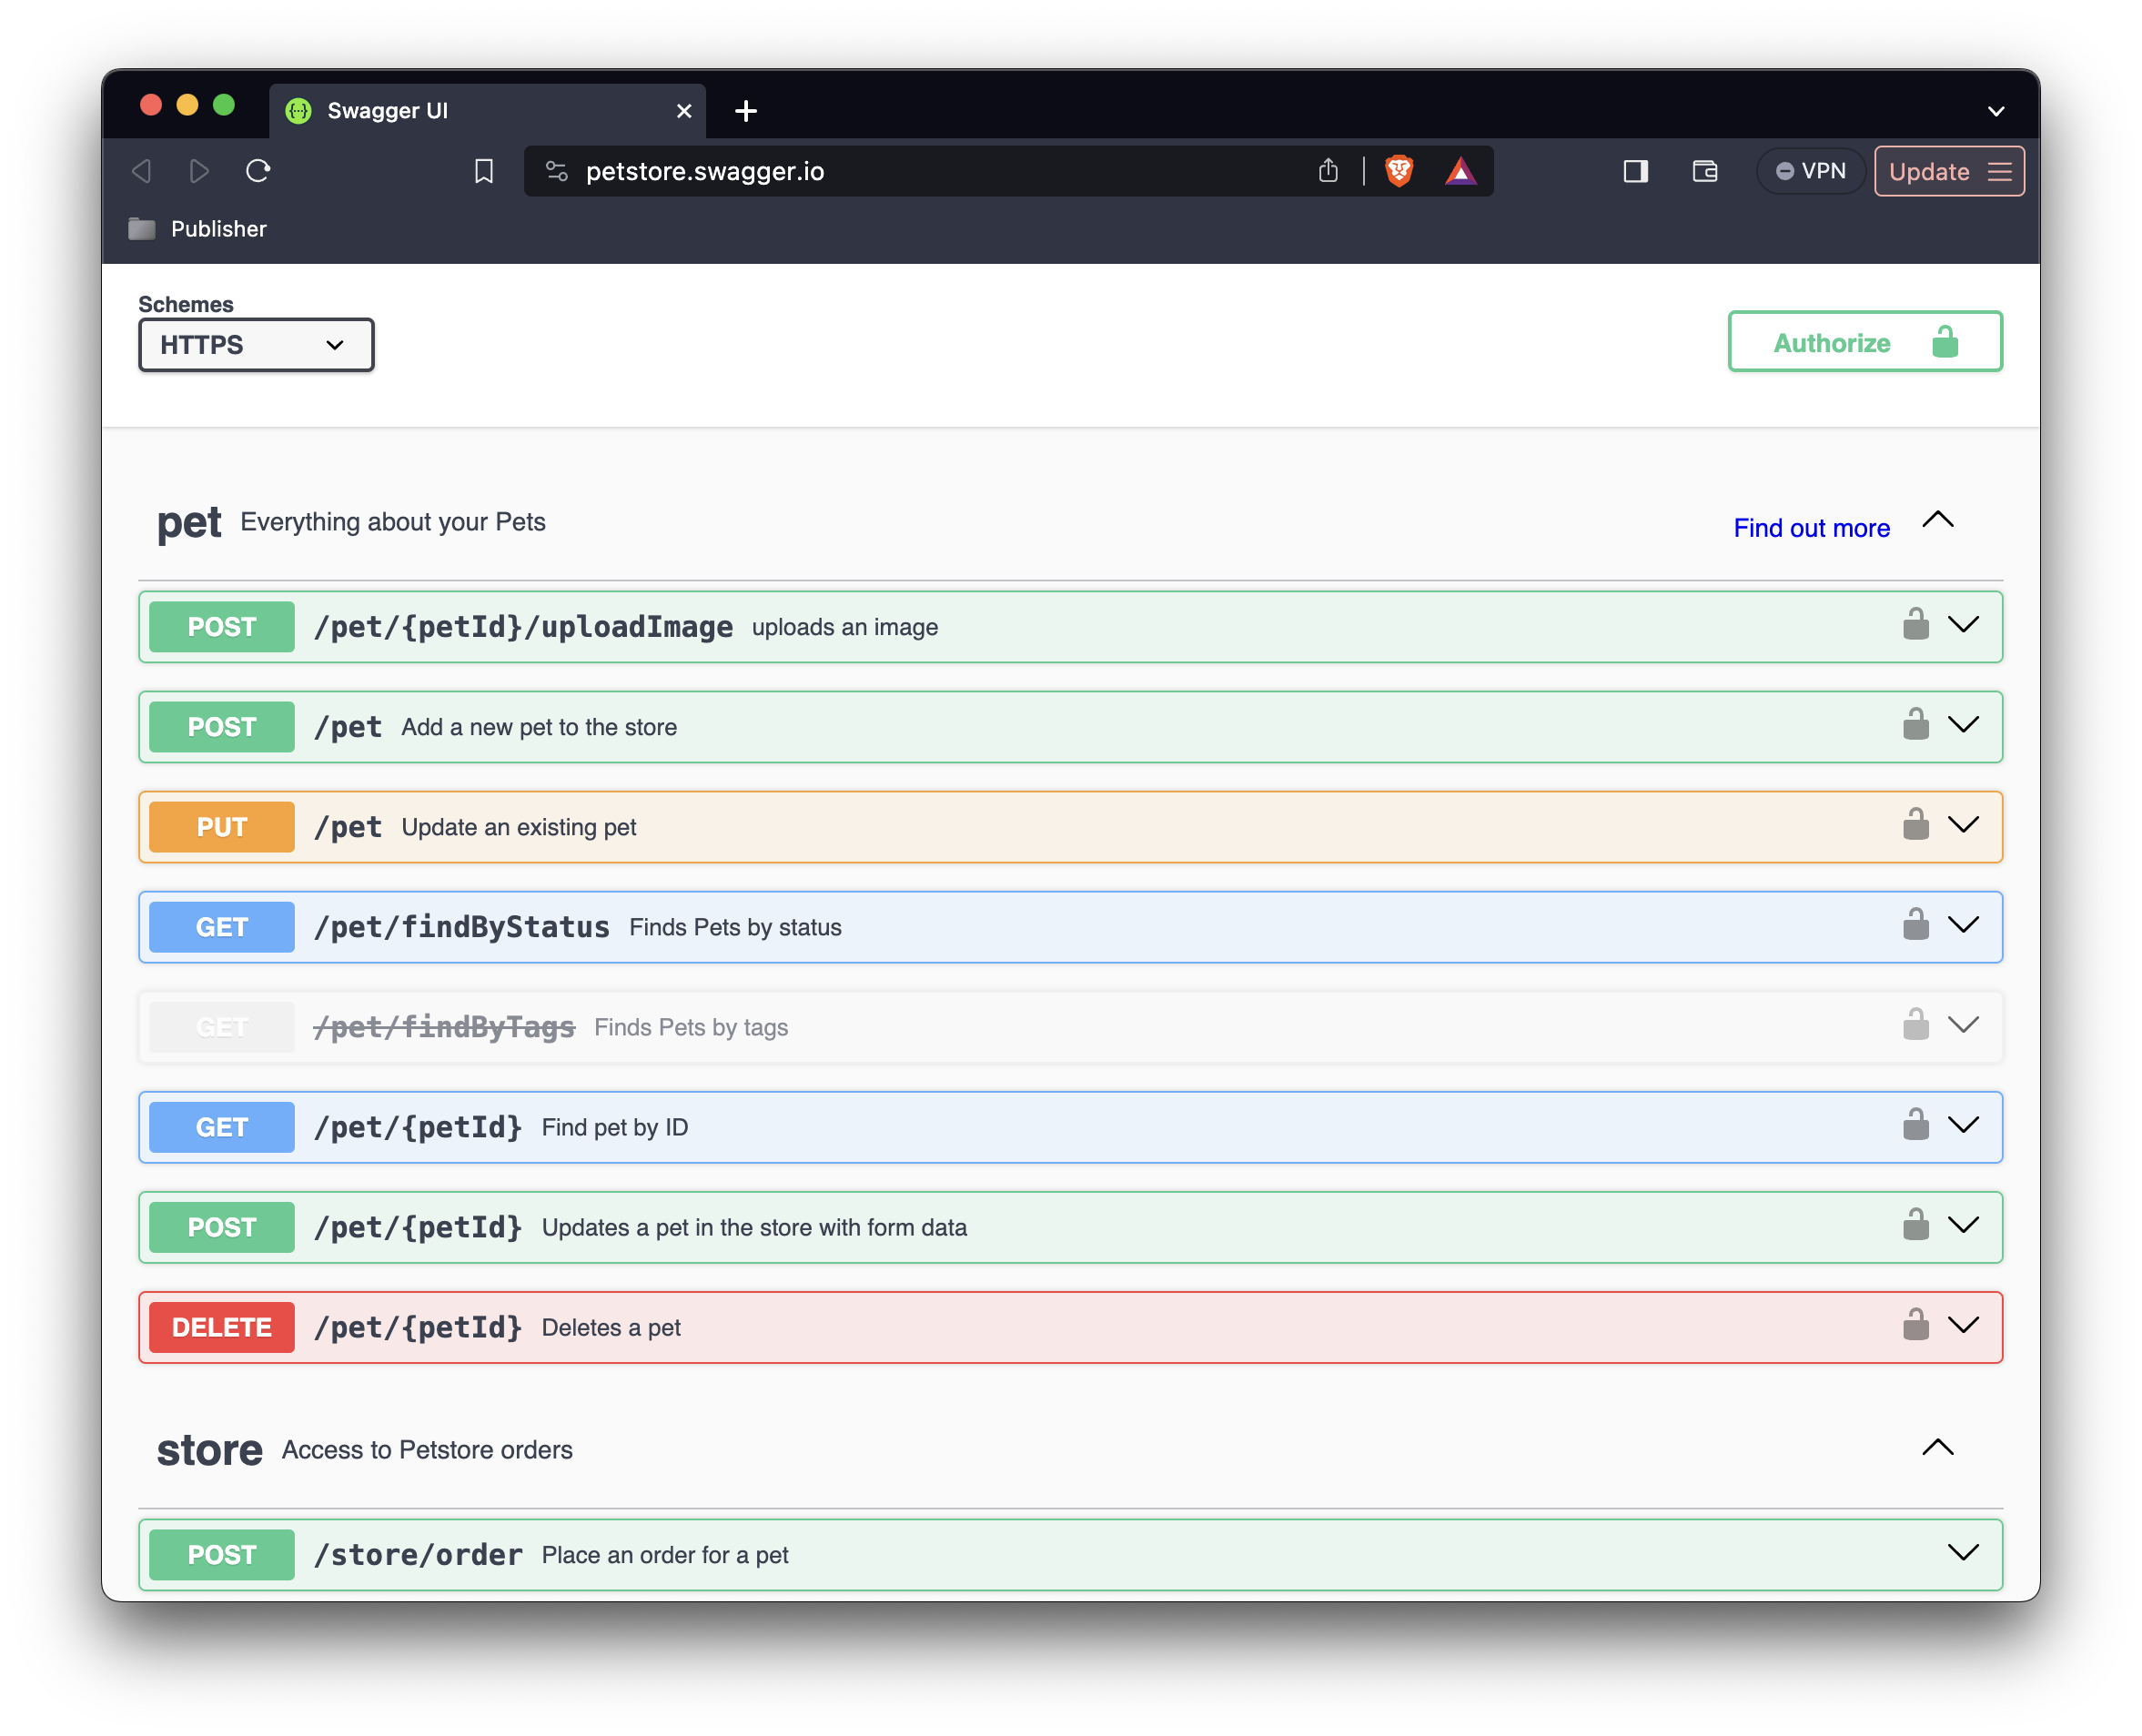 Swagger UI
petstore.swagger.io
VPN
Update
Publisher
Schemes
HTTPS
Authorize
pet Everything about your Pets Find out more
POST /pet/{petId}/uploadImage uploads an image
POST /pet Add a new pet to the store
PUT /pet Update an existing pet
GET /pet/findByStatus Finds Pets by status
GET /pet/findByTags Finds Pets by tags
GET /pet/{petId} Find pet by ID
POST /pet/{petId} Updates a pet in the store with form data
DELETE /pet/{petId} Deletes a pet
store Access to Petstore orders
POST /store/order Place an order for a pet